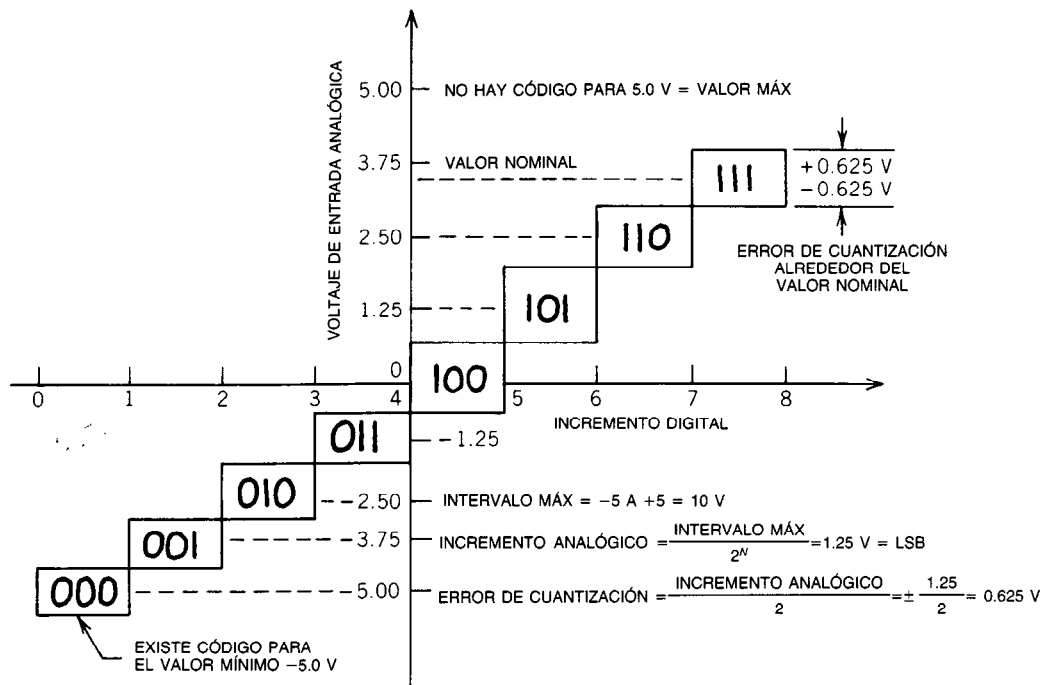 VOLTAJE DE ENTRADA ANALÓGICA
5.00
NO HAY CÓDIGO PARA 5.0 V = VALOR MÁX
3.75
VALOR NOMINAL
111
+0.625 V
−0.625 V
2.50
110
ERROR DE CUANTIZACIÓN
ALREDEDOR DEL
VALOR NOMINAL
1.25
101
0
100
0 1 2 3 4 5 6 7 8
INCREMENTO DIGITAL
011
−1.25
010
−2.50
INTERVALO MÁX = −5 A +5 = 10 V
001
−3.75
INCREMENTO ANALÓGICO = INTERVALO MÁX / 2^N = 1.25 V = LSB
000
−5.00
ERROR DE CUANTIZACIÓN = INCREMENTO ANALÓGICO / 2 = ± 1.25 / 2 = 0.625 V
EXISTE CÓDIGO PARA
EL VALOR MÍNIMO −5.0 V